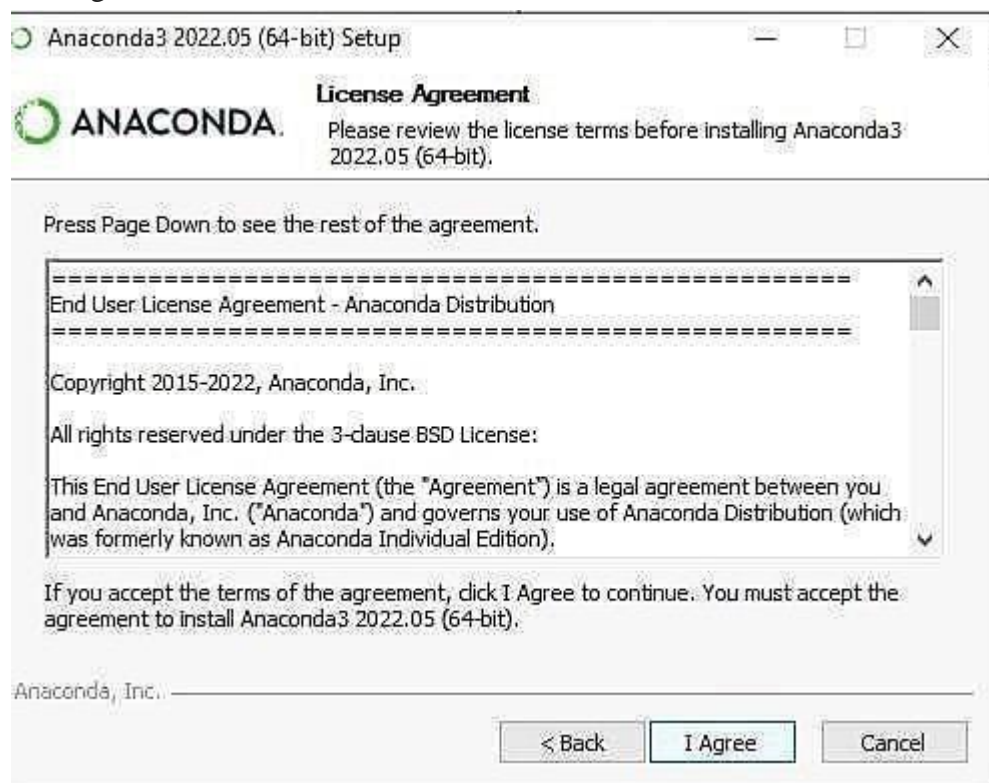 Anaconda3 2022.05 (64-bit) Setup
ANACONDA.
License Agreement
Please review the license terms before installing Anaconda3
2022.05 (64-bit).
Press Page Down to see the rest of the agreement.
==================================================
End User License Agreement - Anaconda Distribution
==================================================
Copyright 2015-2022, Anaconda, Inc.
All rights reserved under the 3-clause BSD License:
This End User License Agreement (the "Agreement") is a legal agreement between you
and Anaconda, Inc. ("Anaconda") and governs your use of Anaconda Distribution (which
was formerly known as Anaconda Individual Edition).
If you accept the terms of the agreement, click I Agree to continue. You must accept the
agreement to install Anaconda3 2022.05 (64-bit).
Anaconda, Inc.
< Back
I Agree
Cancel